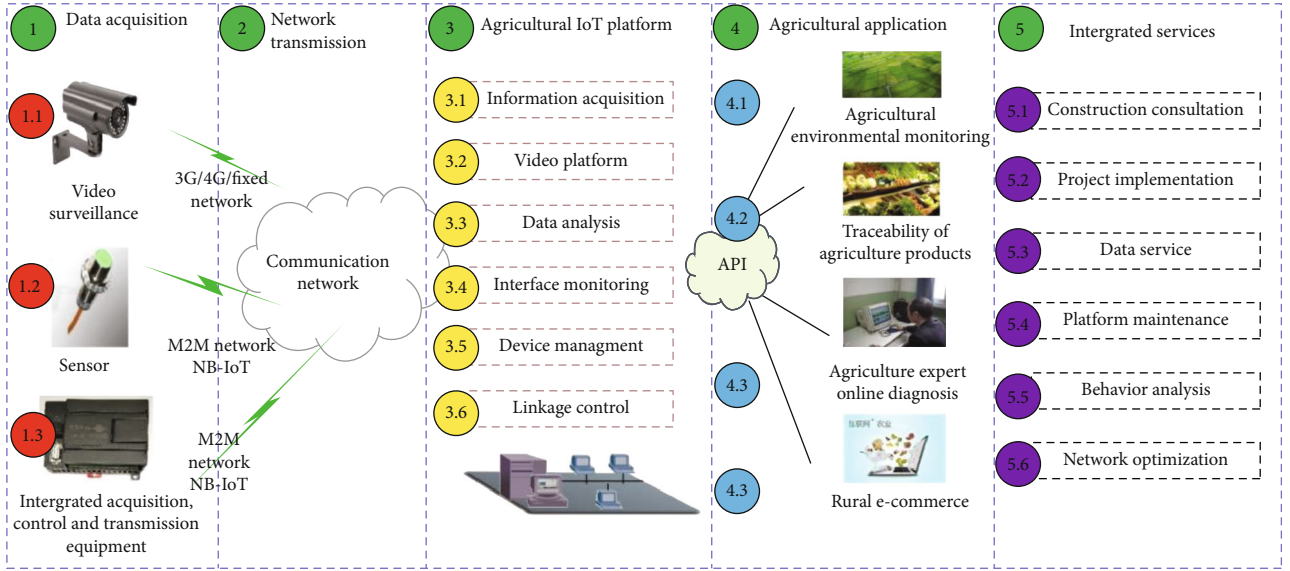 1 Data acquisition
1.1
Video
surveillance
1.2
Sensor
1.3
Intergrated acquisition,
control and transmission
equipment
2 Network
transmission
3G/4G/fixed
network
Communication
network
M2M network
NB-IoT
M2M
network
NB-IoT
3 Agricultural IoT platform
3.1 Information acquisition
3.2 Video platform
3.3 Data analysis
3.4 Interface monitoring
3.5 Device managment
3.6 Linkage control
4 Agricultural application
4.1
Agricultural
environmental monitoring
4.2
Traceability of
agriculture products
API
Agriculture expert
online diagnosis
4.3
互联网+农业
4.3
Rural e-commerce
5 Intergrated services
5.1 Construction consultation
5.2 Project implementation
5.3 Data service
5.4 Platform maintenance
5.5 Behavior analysis
5.6 Network optimization